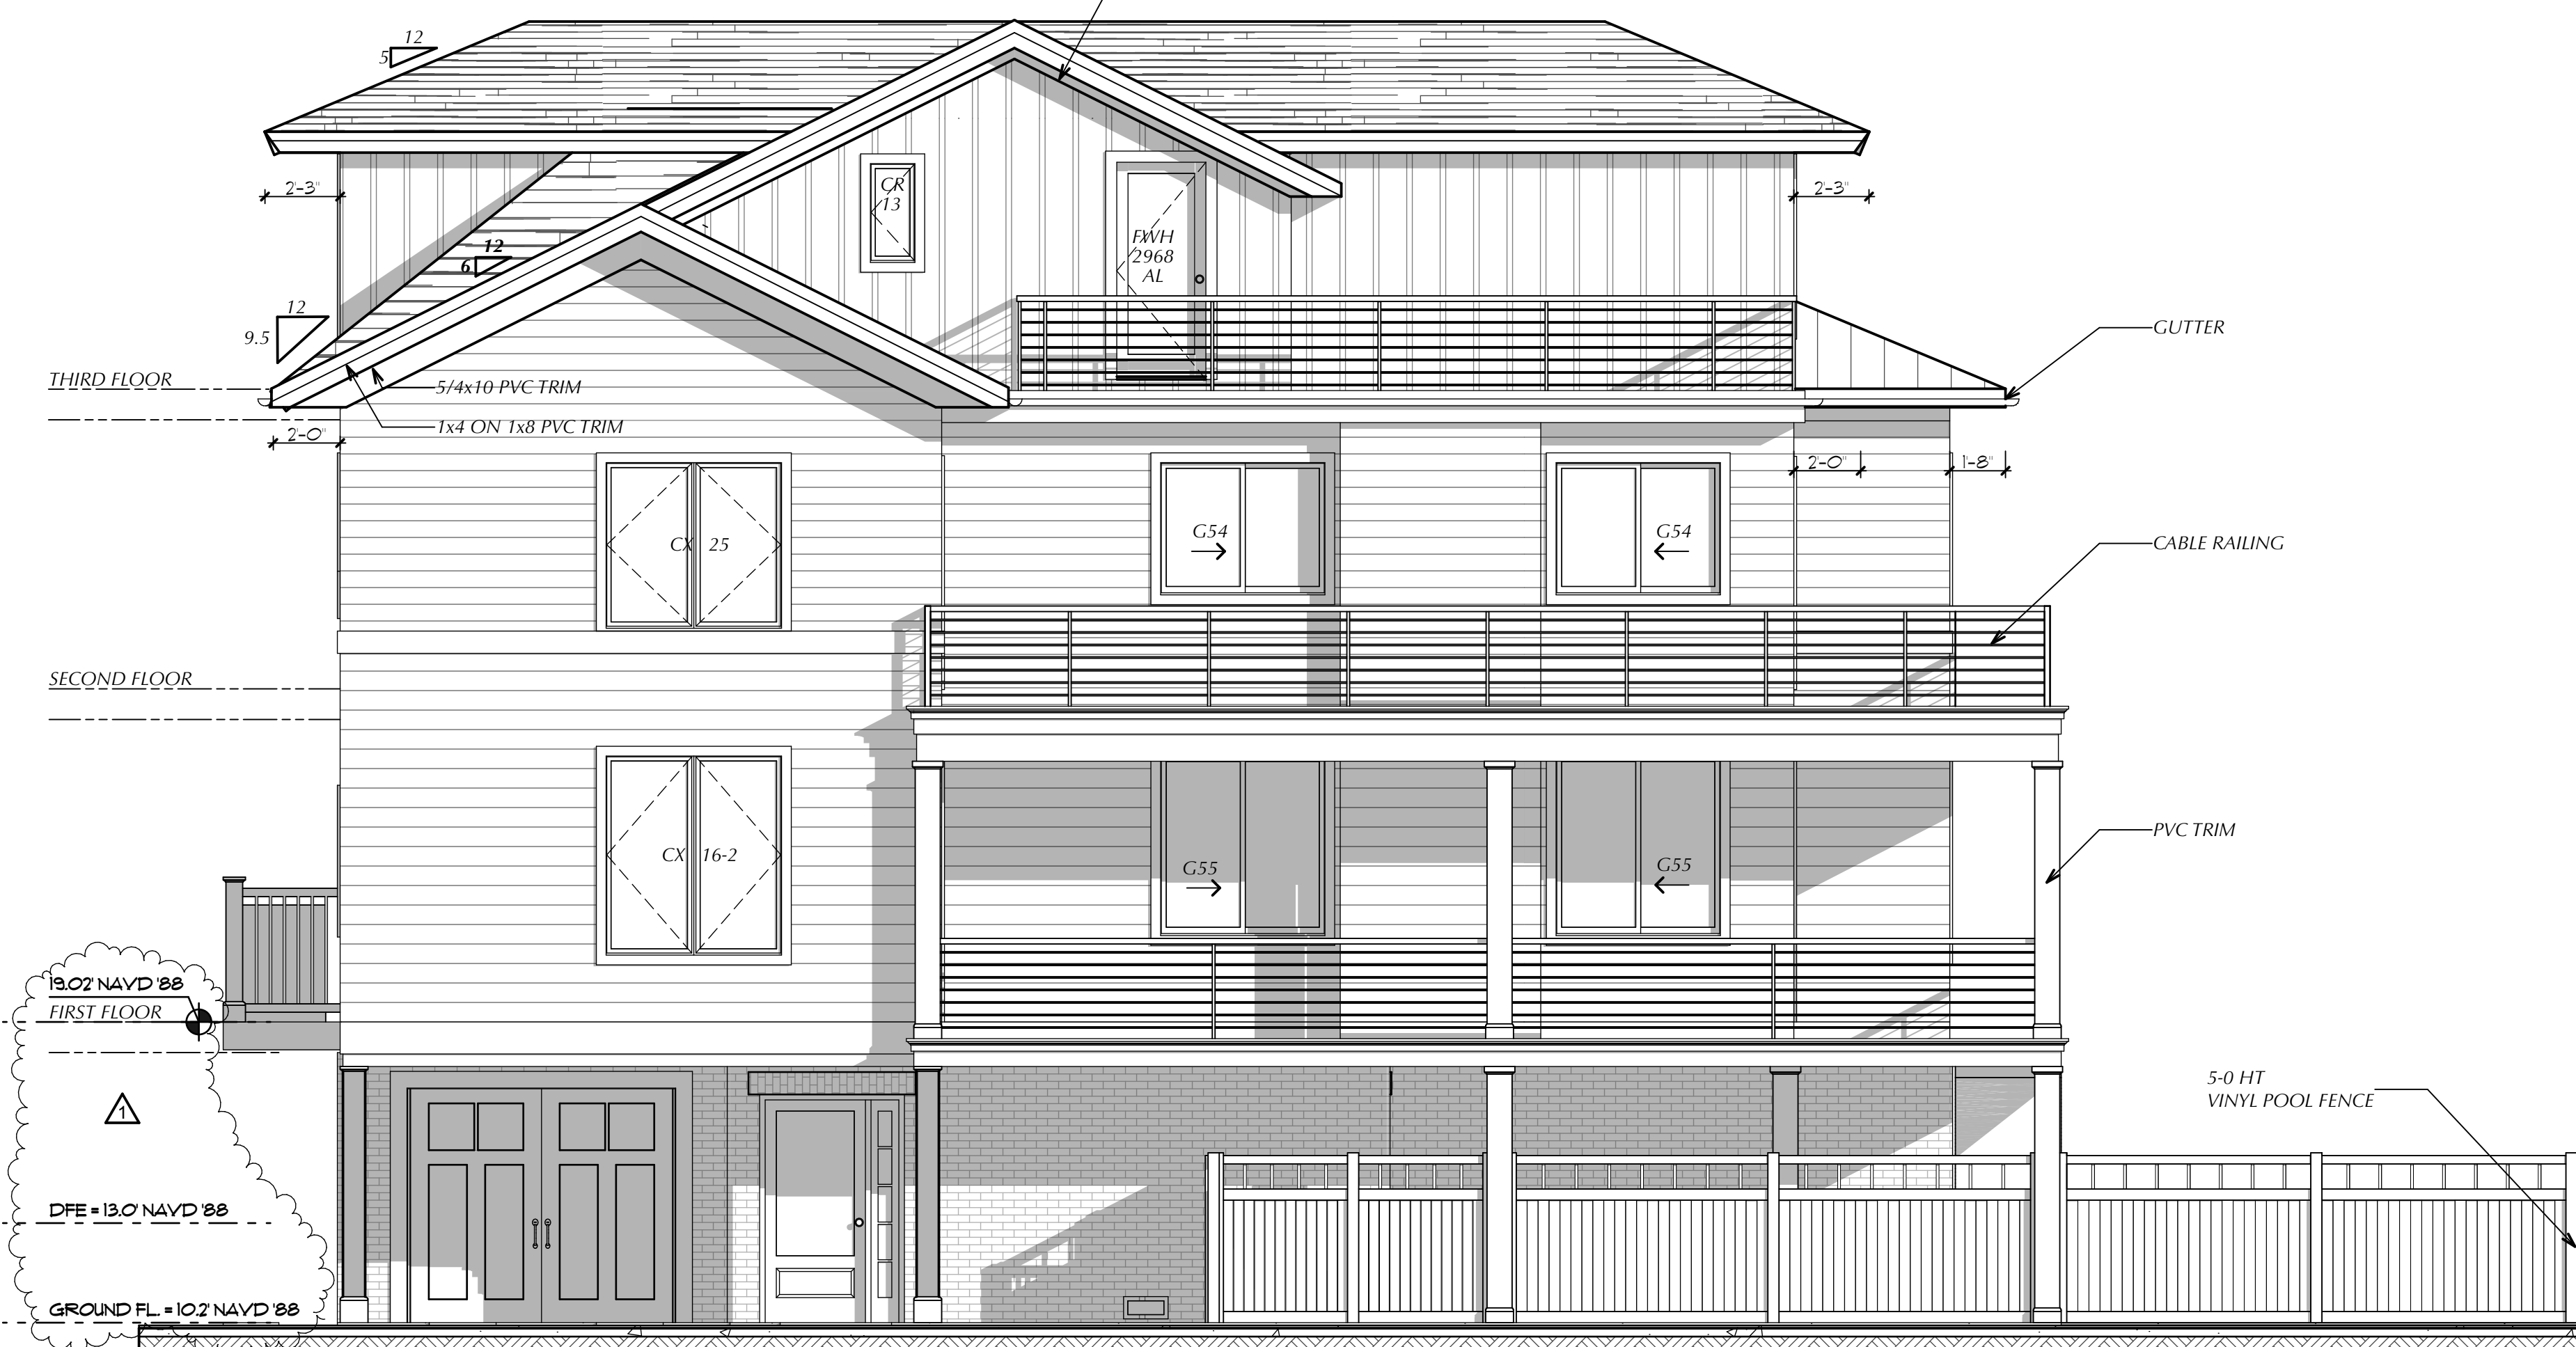 12
5
2'-3"
2'-3"
CR
13
FWH
2968
AL
12
6
12
9.5
GUTTER
THIRD FLOOR
5/4x10 PVC TRIM
1x4 ON 1x8 PVC TRIM
2'-0"
2'-0"
1'-8"
G54
G54
CX 25
CABLE RAILING
SECOND FLOOR
PVC TRIM
CX 16-2
G55
G55
19.02' NAVD '88
FIRST FLOOR
5-0 HT
VINYL POOL FENCE
1
DFE = 13.0' NAVD '88
GROUND FL. = 10.2' NAVD '88